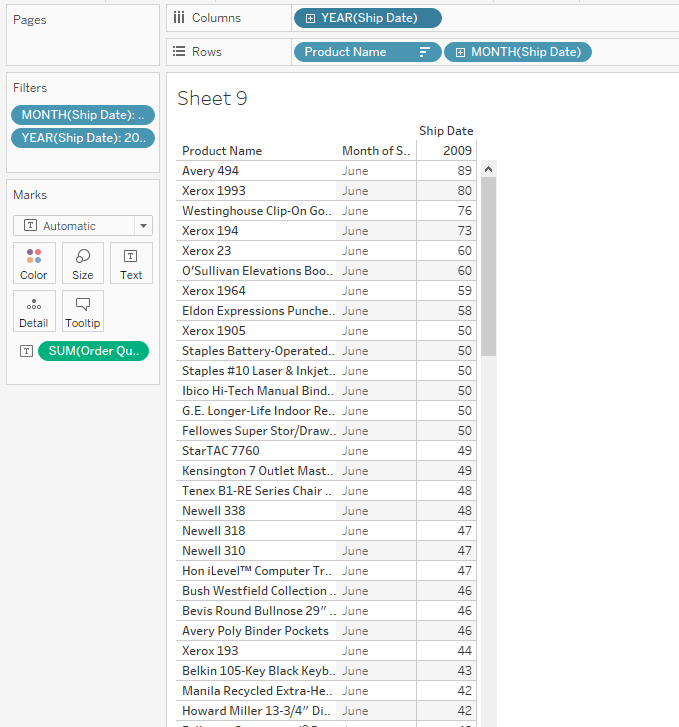 Pages
Columns
YEAR(Ship Date)
Rows
Product Name
MONTH(Ship Date)
Filters
MONTH(Ship Date): ..
YEAR(Ship Date): 20..
Marks
Automatic
Color Size Text
Detail Tooltip
SUM(Order Qu..
Sheet 9
Ship Date
Product Name Month of S.. 2009
Avery 494 June 89
Xerox 1993 June 80
Westinghouse Clip-On Go.. June 76
Xerox 194 June 73
Xerox 23 June 60
O’Sullivan Elevations Boo.. June 60
Xerox 1964 June 59
Eldon Expressions Punche.. June 58
Xerox 1905 June 50
Staples Battery-Operated.. June 50
Staples #10 Laser & Inkjet.. June 50
Ibico Hi-Tech Manual Bind.. June 50
G.E. Longer-Life Indoor Re.. June 50
Fellowes Super Stor/Draw.. June 50
StarTAC 7760 June 49
Kensington 7 Outlet Mast.. June 49
Tenex B1-RE Series Chair .. June 48
Newell 338 June 48
Newell 318 June 47
Newell 310 June 47
Hon iLevel™ Computer Tr.. June 47
Bush Westfield Collection .. June 46
Bevis Round Bullnose 29” .. June 46
Avery Poly Binder Pockets June 46
Xerox 193 June 44
Belkin 105-Key Black Keyb.. June 43
Manila Recycled Extra-He.. June 42
Howard Miller 13-3/4” Di.. June 42